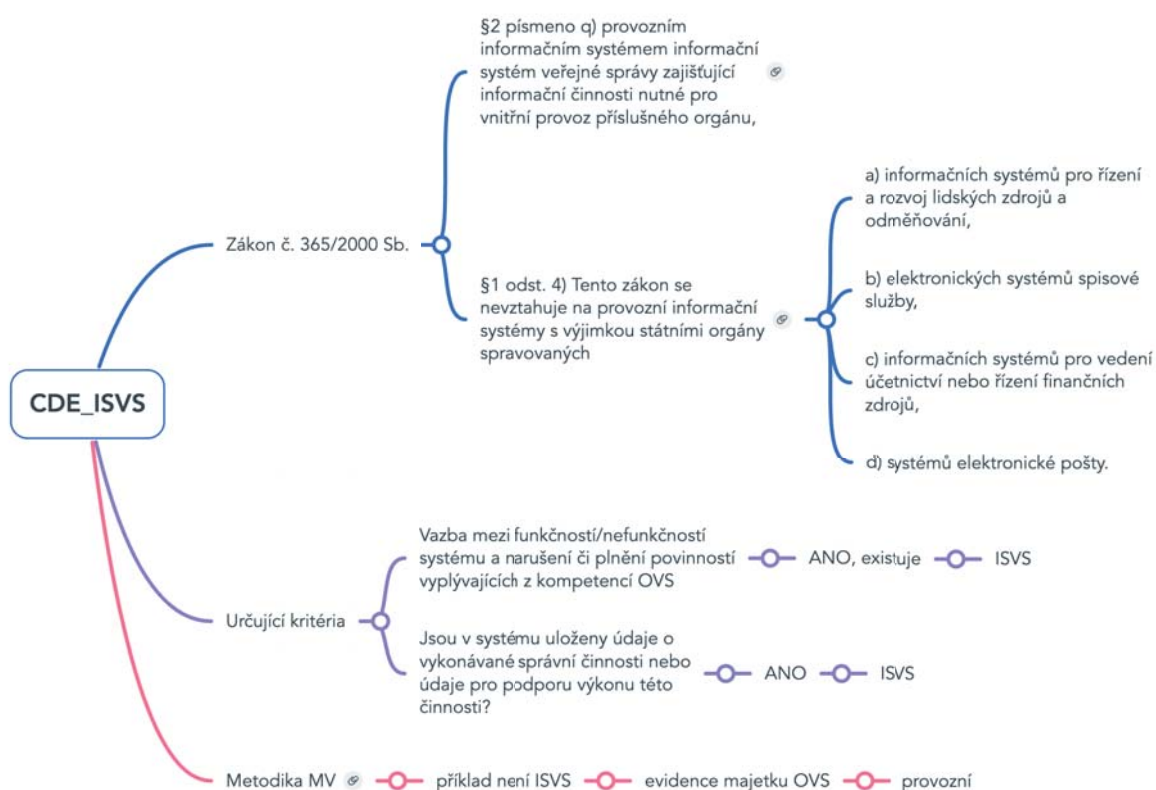 CDE_ISVS
Zákon č. 365/2000 Sb.
§2 písmeno q) provozním
informačním systémem informační
systém veřejné správy zajišťující
informační činnosti nutné pro
vnitřní provoz příslušného orgánu,
§1 odst. 4) Tento zákon se
nevztahuje na provozní informační
systémy s výjimkou státními orgány
spravovaných
a) informačních systémů pro řízení
a rozvoj lidských zdrojů a
odměňování,
b) elektronických systémů spisové
služby,
c) informačních systémů pro vedení
účetnictví nebo řízení finančních
zdrojů,
d) systémů elektronické pošty.
Určující kritéria
Vazba mezi funkčností/nefunkčností
systému a narušení či plnění povinností
vyplývajících z kompetencí OVS
ANO, existuje
ISVS
Jsou v systému uloženy údaje o
vykonávané správní činnosti nebo
údaje pro podporu výkonu této
činnosti?
ANO
ISVS
Metodika MV
příklad není ISVS
evidence majetku OVS
provozní